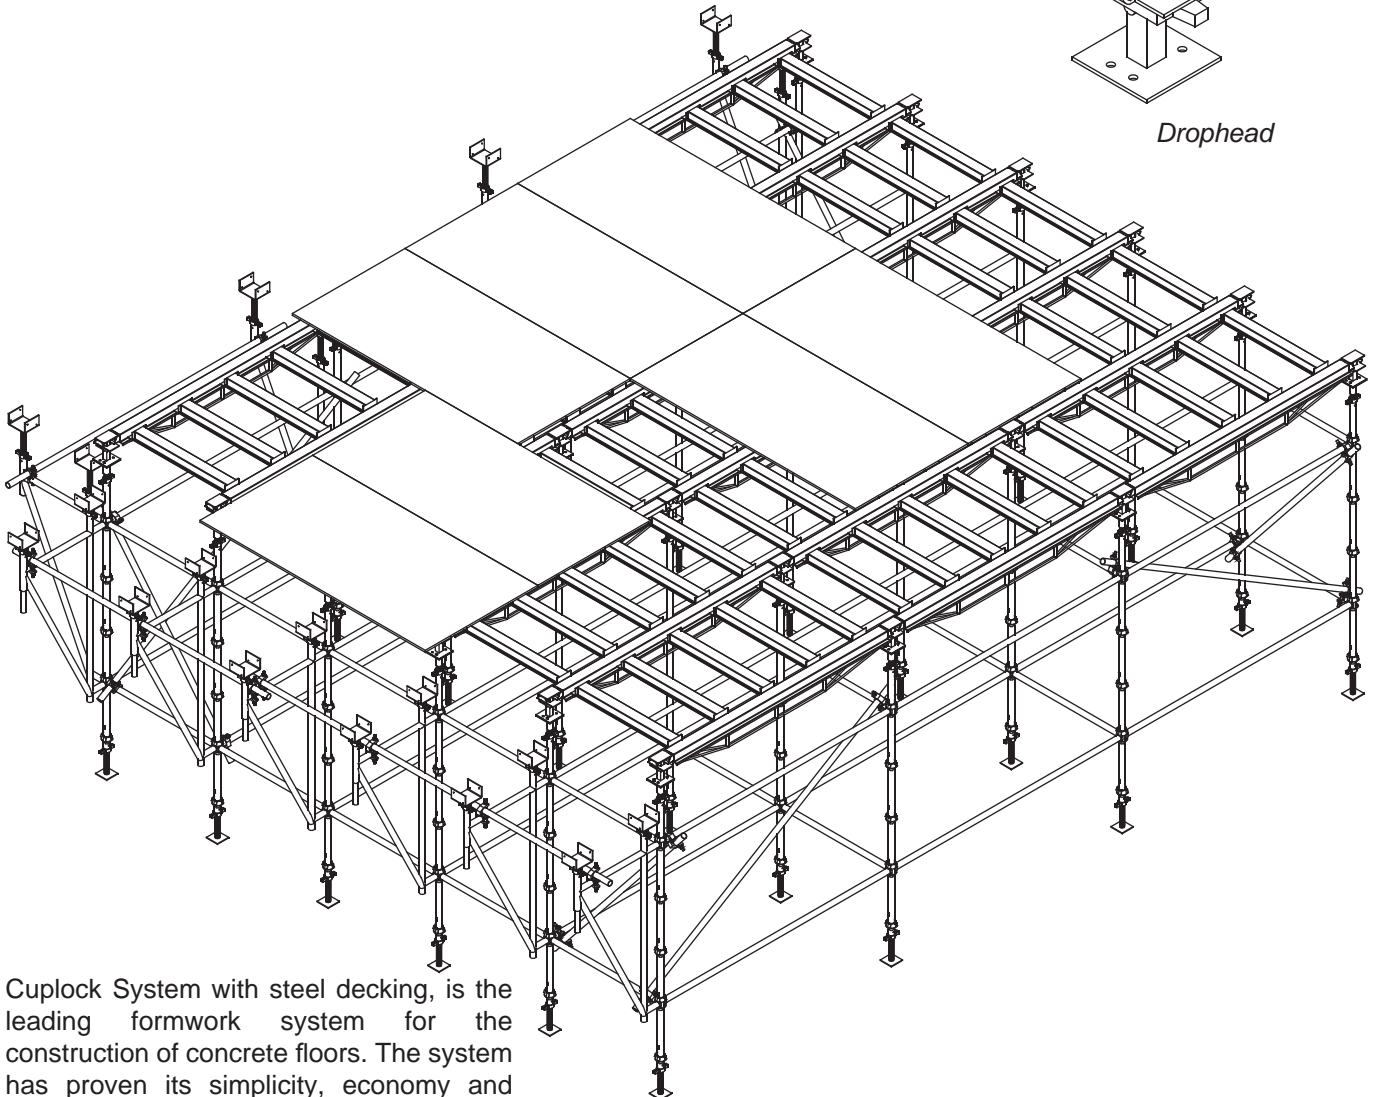 Drophead
Cuplock System with steel decking, is the
leading formwork system for the
construction of concrete floors. The system
has proven its simplicity, economy and